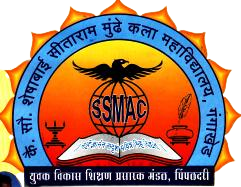 कै. सौ. शेषाबाई सीताराम मुंढे कला महाविद्यालय, गंगाखेड
SSMAC
युवक विकास शिक्षण प्रसारक मंडळ, पिंपळदरी